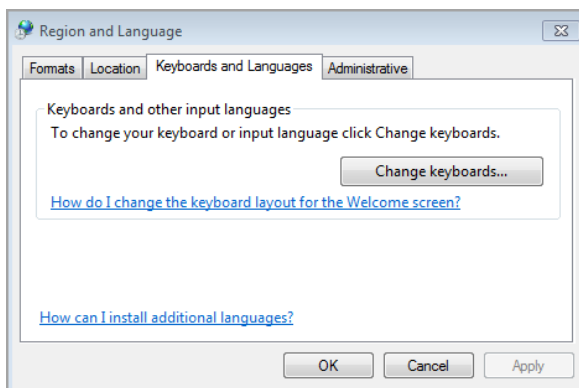 Region and Language
Formats Location Keyboards and Languages Administrative
Keyboards and other input languages
To change your keyboard or input language click Change keyboards.
Change keyboards...
How do I change the keyboard layout for the Welcome screen?
How can I install additional languages?
OK Cancel Apply